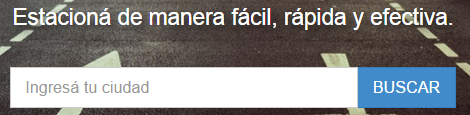 Estacioná de manera fácil, rápida y efectiva.
Ingresá tu ciudad
BUSCAR